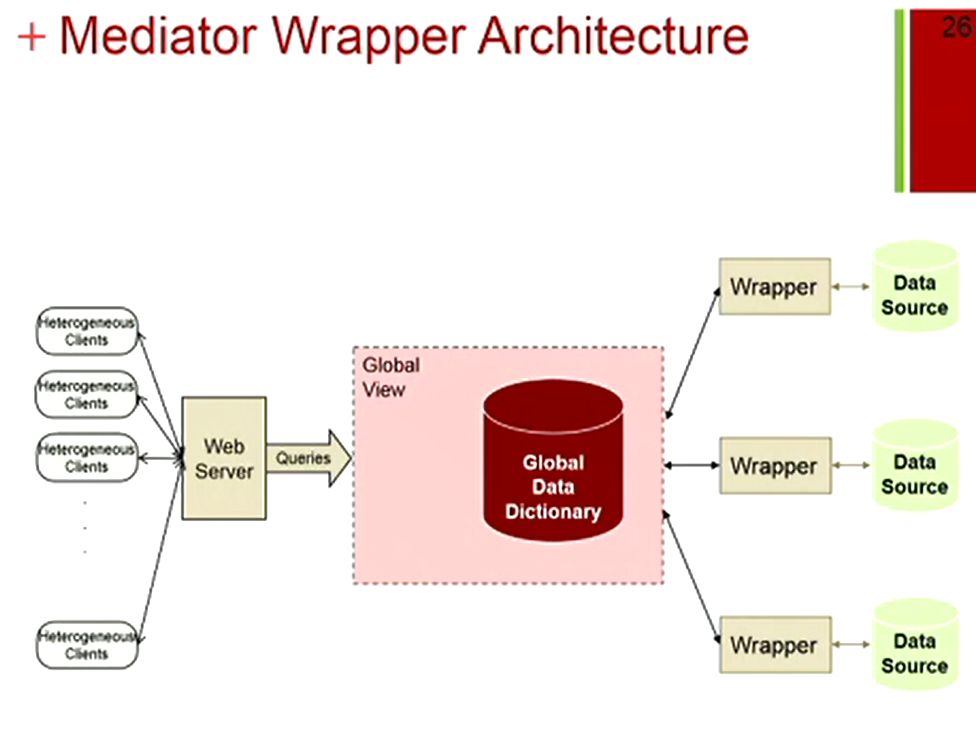 + Mediator Wrapper Architecture
26
Heterogeneous
Clients
Heterogeneous
Clients
Heterogeneous
Clients
.
.
.
Heterogeneous
Clients
Web
Server
Queries
Global
View
Global
Data
Dictionary
Wrapper
Data
Source
Wrapper
Data
Source
Wrapper
Data
Source